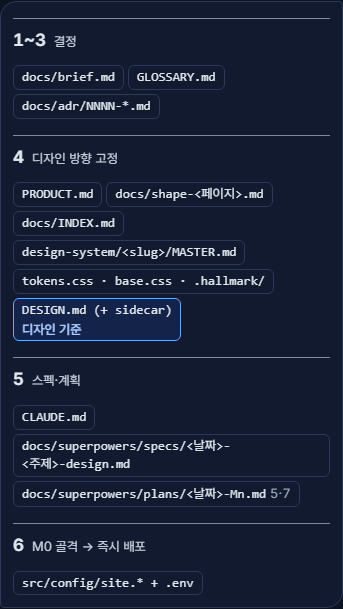 1~3 결정
docs/brief.md GLOSSARY.md
docs/adr/NNNN-*.md
4 디자인 방향 고정
PRODUCT.md docs/shape-<페이지>.md
docs/INDEX.md
design-system/<slug>/MASTER.md
tokens.css · base.css · .hallmark/
DESIGN.md (+ sidecar)
디자인 기준
5 스펙·계획
CLAUDE.md
docs/superpowers/specs/<날짜>-
<주제>-design.md
docs/superpowers/plans/<날짜>-Mn.md 5·7
6 M0 골격 → 즉시 배포
src/config/site.* + .env